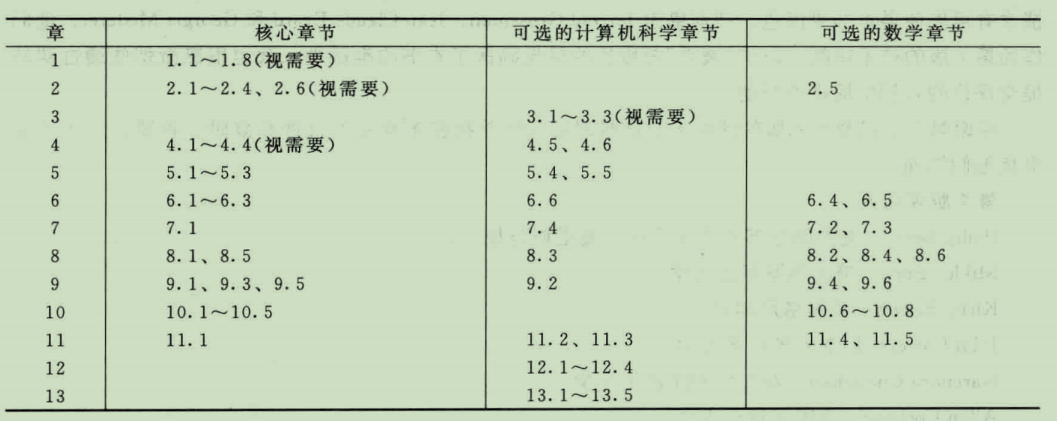 章 核心章节 可选的计算机科学章节 可选的数学章节
1 1.1~1.8(视需要)
2 2.1~2.4、2.6(视需要) 2.5
3 3.1~3.3(视需要)
4 4.1~4.4(视需要) 4.5、4.6
5 5.1~5.3 5.4、5.5
6 6.1~6.3 6.6 6.4、6.5
7 7.1 7.4 7.2、7.3
8 8.1、8.5 8.3 8.2、8.4、8.6
9 9.1、9.3、9.5 9.2 9.4、9.6
10 10.1~10.5 10.6~10.8
11 11.1 11.2、11.3 11.4、11.5
12 12.1~12.4
13 13.1~13.5